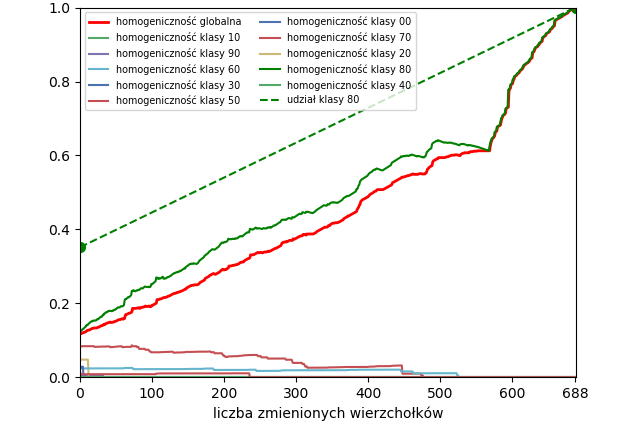 1.0
0.8
0.6
0.4
0.2
0.0
homogeniczność globalna
homogeniczność klasy 10
homogeniczność klasy 90
homogeniczność klasy 60
homogeniczność klasy 30
homogeniczność klasy 50
homogeniczność klasy 00
homogeniczność klasy 70
homogeniczność klasy 20
homogeniczność klasy 80
homogeniczność klasy 40
udział klasy 80
0 100 200 300 400 500 600 688
liczba zmienionych wierzchołków